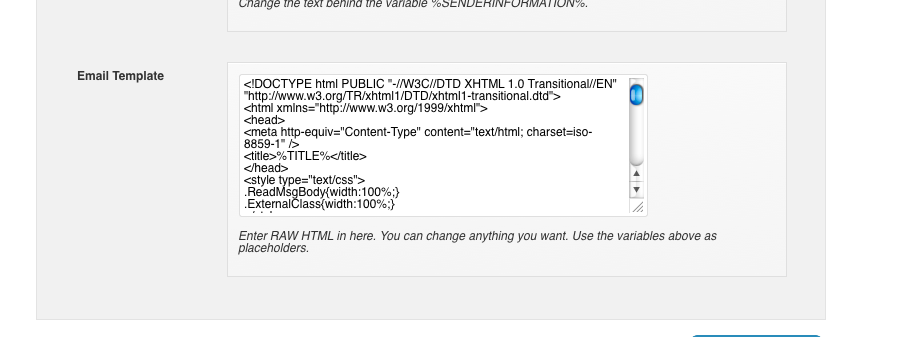 Change the text behind the variable %SENDERINFORMATION%.
Email Template
<!DOCTYPE html PUBLIC "-//W3C//DTD XHTML 1.0 Transitional//EN"
"http://www.w3.org/TR/xhtml1/DTD/xhtml1-transitional.dtd">
<html xmlns="http://www.w3.org/1999/xhtml">
<head>
<meta http-equiv="Content-Type" content="text/html; charset=iso-
8859-1" />
<title>%TITLE%</title>
</head>
<style type="text/css">
.ReadMsgBody{width:100%;}
.ExternalClass{width:100%;}
Enter RAW HTML in here. You can change anything you want. Use the variables above as
placeholders.